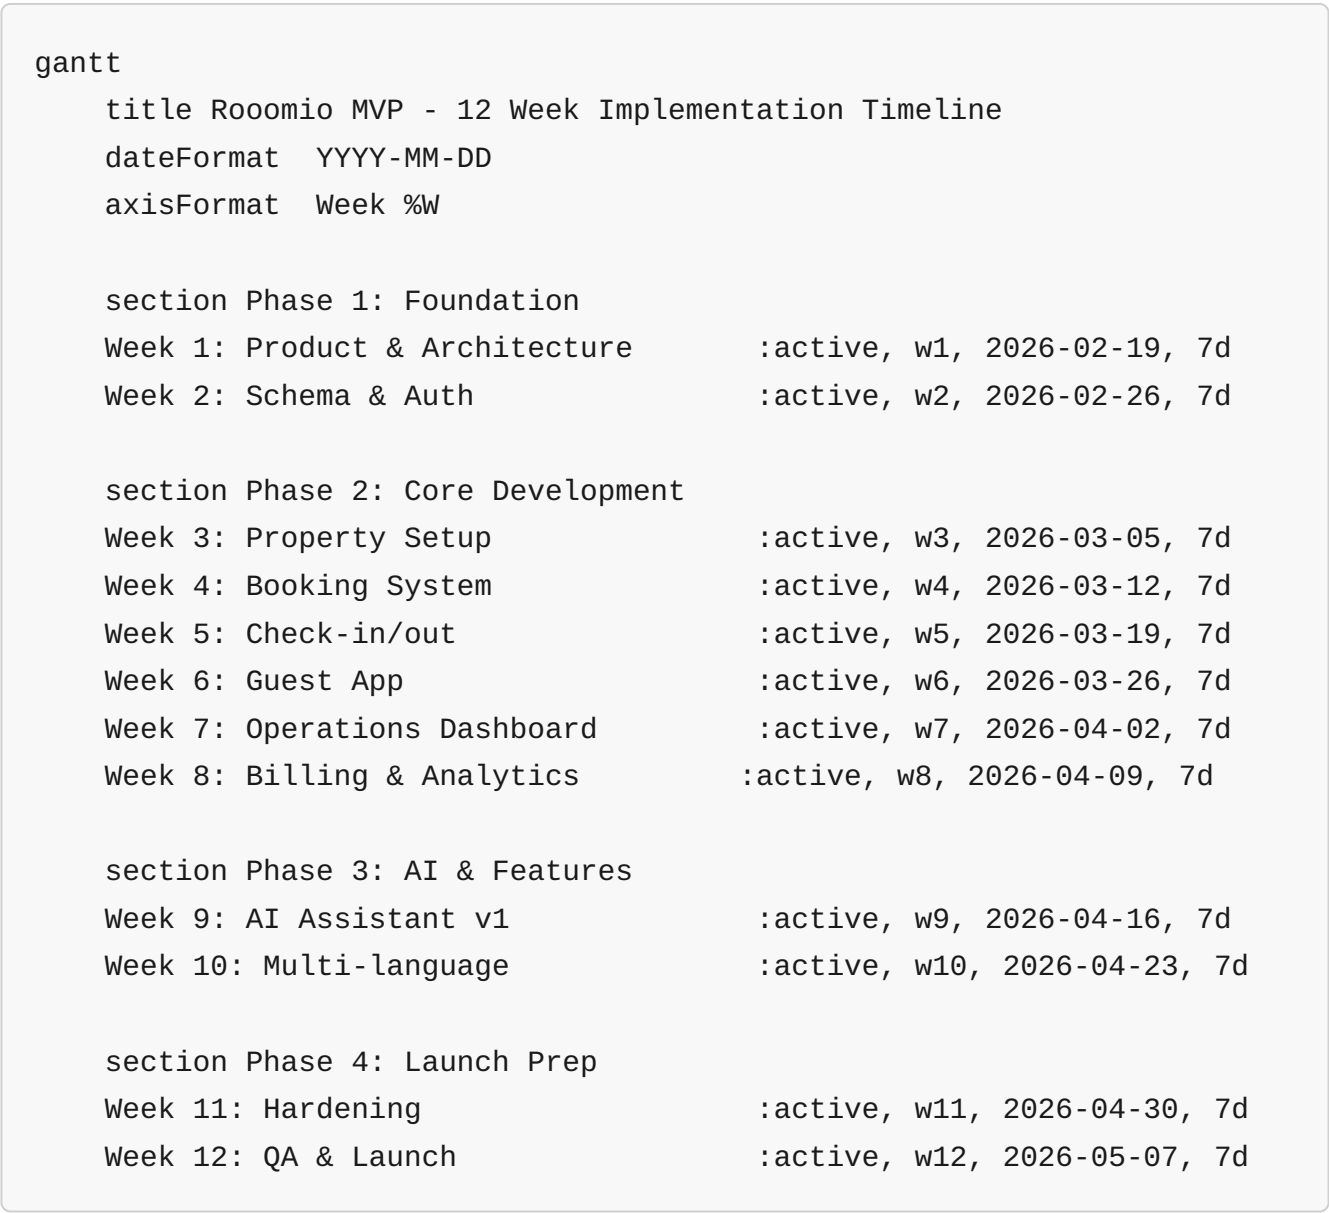 gantt
    title Rooomio MVP - 12 Week Implementation Timeline
    dateFormat  YYYY-MM-DD
    axisFormat  Week %W

    section Phase 1: Foundation
    Week 1: Product & Architecture       :active, w1, 2026-02-19, 7d
    Week 2: Schema & Auth                :active, w2, 2026-02-26, 7d

    section Phase 2: Core Development
    Week 3: Property Setup               :active, w3, 2026-03-05, 7d
    Week 4: Booking System               :active, w4, 2026-03-12, 7d
    Week 5: Check-in/out                 :active, w5, 2026-03-19, 7d
    Week 6: Guest App                    :active, w6, 2026-03-26, 7d
    Week 7: Operations Dashboard         :active, w7, 2026-04-02, 7d
    Week 8: Billing & Analytics         :active, w8, 2026-04-09, 7d

    section Phase 3: AI & Features
    Week 9: AI Assistant v1              :active, w9, 2026-04-16, 7d
    Week 10: Multi-language              :active, w10, 2026-04-23, 7d

    section Phase 4: Launch Prep
    Week 11: Hardening                   :active, w11, 2026-04-30, 7d
    Week 12: QA & Launch                 :active, w12, 2026-05-07, 7d